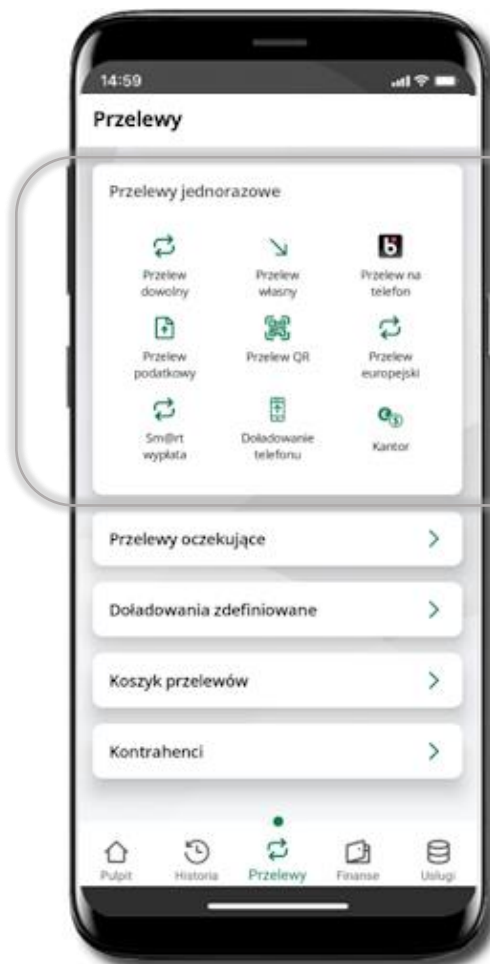 14:59
Przelewy
Przelewy jednorazowe
Przelew
dowolny
Przelew
własny
Przelew na
telefon
Przelew
podatkowy
Przelew QR
Przelew
europejski
Sm@rt
wypłata
Doładowanie
telefonu
Kantor
Przelewy oczekujące
Doładowania zdefiniowane
Koszyk przelewów
Kontrahenci
Pulpit
Historia
Przelewy
Finanse
Usługi